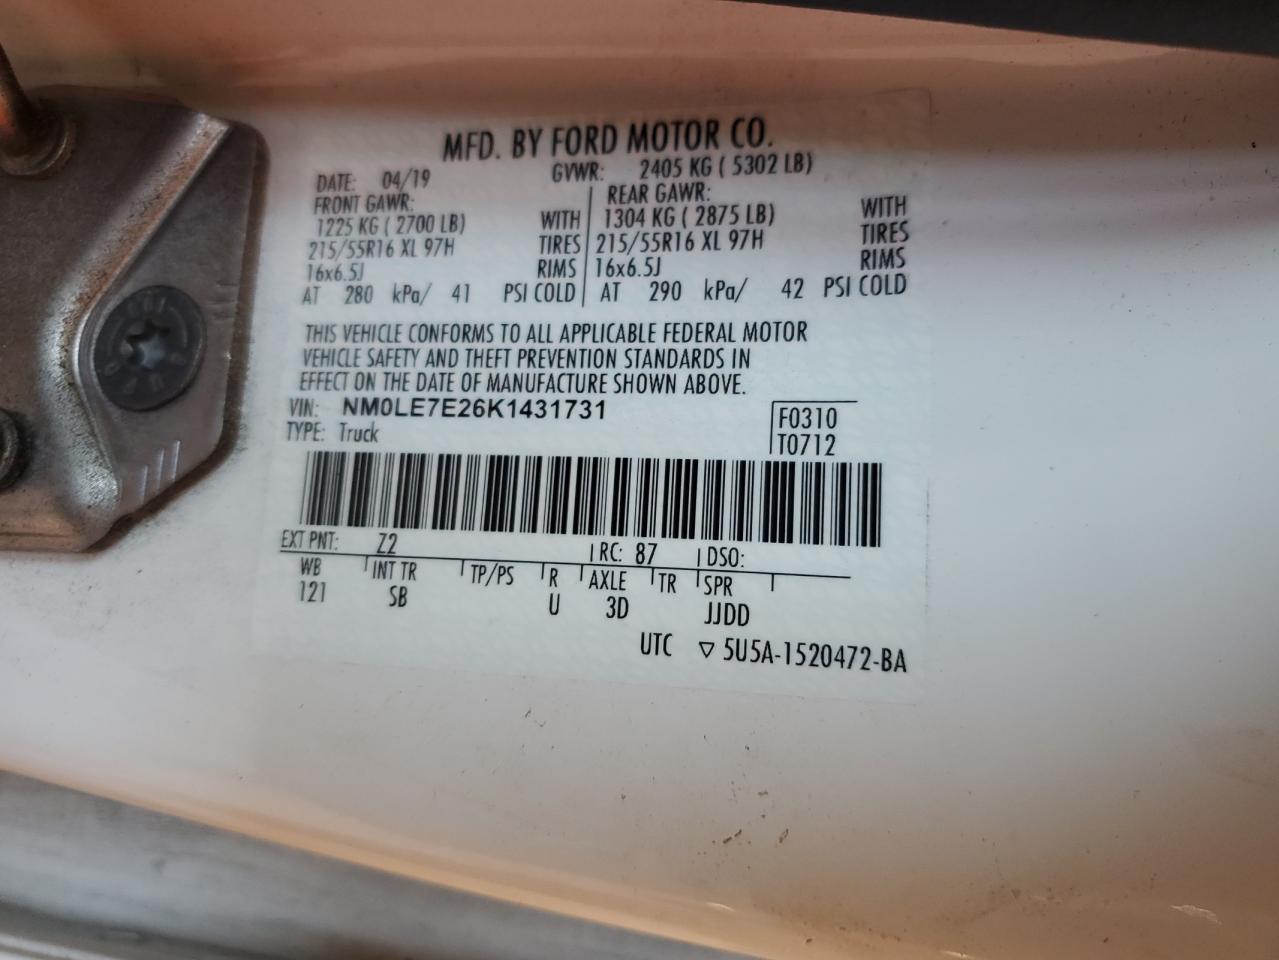 MFD. BY FORD MOTOR CO.
DATE: 04/19 GVWR: 2405 KG ( 5302 LB)
FRONT GAWR: REAR GAWR:
1225 KG ( 2700 LB) WITH 1304 KG ( 2875 LB) WITH
215/55R16 XL 97H TIRES 215/55R16 XL 97H TIRES
16x6.5J RIMS 16x6.5J RIMS
AT 280 kPa/ 41 PSI COLD AT 290 kPa/ 42 PSI COLD
THIS VEHICLE CONFORMS TO ALL APPLICABLE FEDERAL MOTOR
VEHICLE SAFETY AND THEFT PREVENTION STANDARDS IN
EFFECT ON THE DATE OF MANUFACTURE SHOWN ABOVE.
VIN: NM0LE7E26K1431731 F0310
TYPE: Truck T0712
EXT PNT: Z2 RC: 87 DSO:
WB INT TR TP/PS R AXLE TR SPR
121 SB U 3D JJDD
UTC ▽ 5U5A-1520472-BA